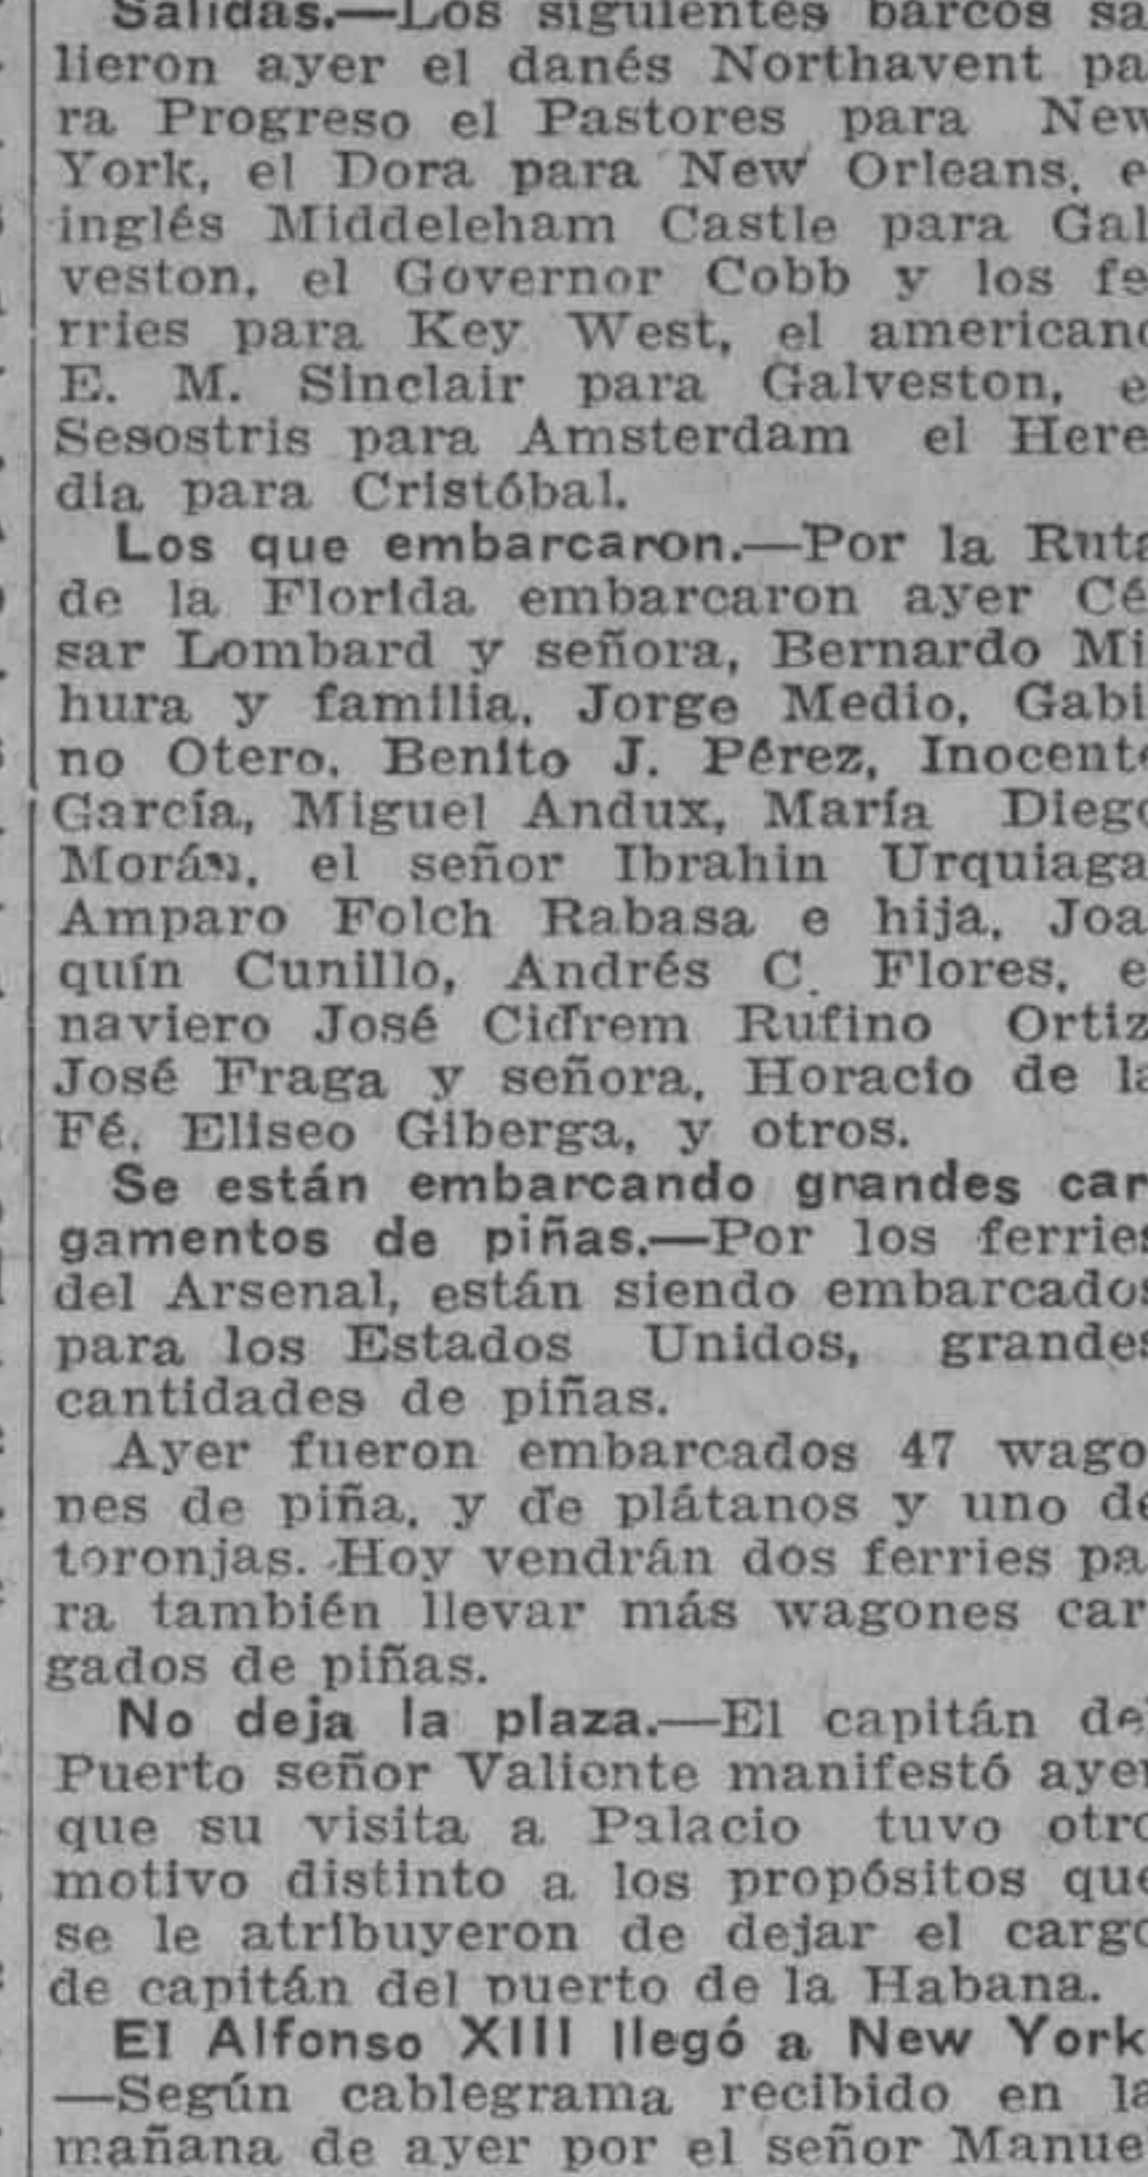 Salidas.—Los siguientes barcos sa
lieron ayer el danés Northavent pa
ra Progreso el Pastores para New
York, el Dora para New Orleans, e
inglés Middeleham Castle para Gal
veston, el Governor Cobb y los fe
rries para Key West, el americano
E. M. Sinclair para Galveston, e
Sesostris para Amsterdam el Here
dia para Cristóbal.
Los que embarcaron.—Por la Ruta
de la Florida embarcaron ayer Cé
sar Lombard y señora, Bernardo Mi
hura y familia, Jorge Medio, Gabi
no Otero, Benito J. Pérez, Inocente
García, Miguel Andux, María Diego
Morán, el señor Ibrahin Urquiaga
Amparo Folch Rabasa e hija, Joa
quín Cunillo, Andrés C. Flores, e
naviero José Cidrem Rufino Ortiz
José Fraga y señora, Horacio de la
Fé, Eliseo Giberga, y otros.
Se están embarcando grandes car
gamentos de piñas.—Por los ferries
del Arsenal, están siendo embarcados
para los Estados Unidos, grandes
cantidades de piñas.
Ayer fueron embarcados 47 wago
nes de piña, y de plátanos y uno de
toronjas. Hoy vendrán dos ferries pa
ra también llevar más wagones car
gados de piñas.
No deja la plaza.—El capitán del
Puerto señor Valiente manifestó ayer
que su visita a Palacio tuvo otro
motivo distinto a los propósitos que
se le atribuyeron de dejar el cargo
de capitán del puerto de la Habana.
El Alfonso XIII llegó a New York
—Según cablegrama recibido en la
mañana de ayer por el señor Manuel